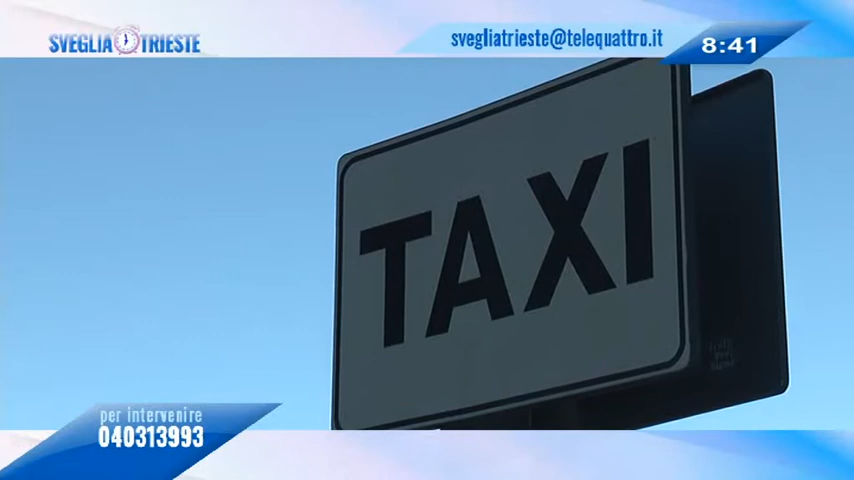 SVEGLIA TRIESTE
svegliatrieste@telequattro.it
8:41
TAXI
per intervenire
040313993